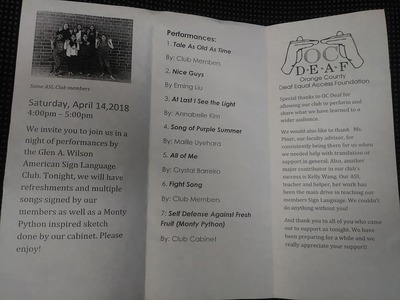 Some ASL Club members
Saturday, April 14,2018
4:00pm – 5:00pm
We invite you to join us in a
night of performances by
the Glen A. Wilson
American Sign Language
Club. Tonight, we will have
refreshments and multiple
songs signed by our
members as well as a Monty
Python inspired sketch
done by our cabinet. Please
enjoy!
Performances:
1. Tale As Old As Time
By: Club Members
2. Nice Guys
By: Eming Liu
3. At Last I See the Light
By: Annabelle Kim
4. Song of Purple Summer
By: Mallie Uyehara
5. All of Me
By: Crystal Barreiro
6. Fight Song
By: Club Members
7: Self Defense Against Fresh
Fruit (Monty Python)
By: Club Cabinet
OC
D·E·A·F
Orange County
Deaf Equal Access Foundation
Special thanks to OC Deaf for
allowing our club to perform and
share what we have learned to a
wider audience.
We would also like to thank Ms.
our faculty advisor, for
consistently being there for us when
we needed help with translations or
support in general. Also, another
major contributor in our club's
success is Kelly Wang. Our ASL
teacher and helper, her work has
been the main drive in teaching our
members Sign Language. We couldn't
do anything without you!
And thank you to all of you who came
out to support us tonight. We have
been preparing for a while and we
really appreciate your support!